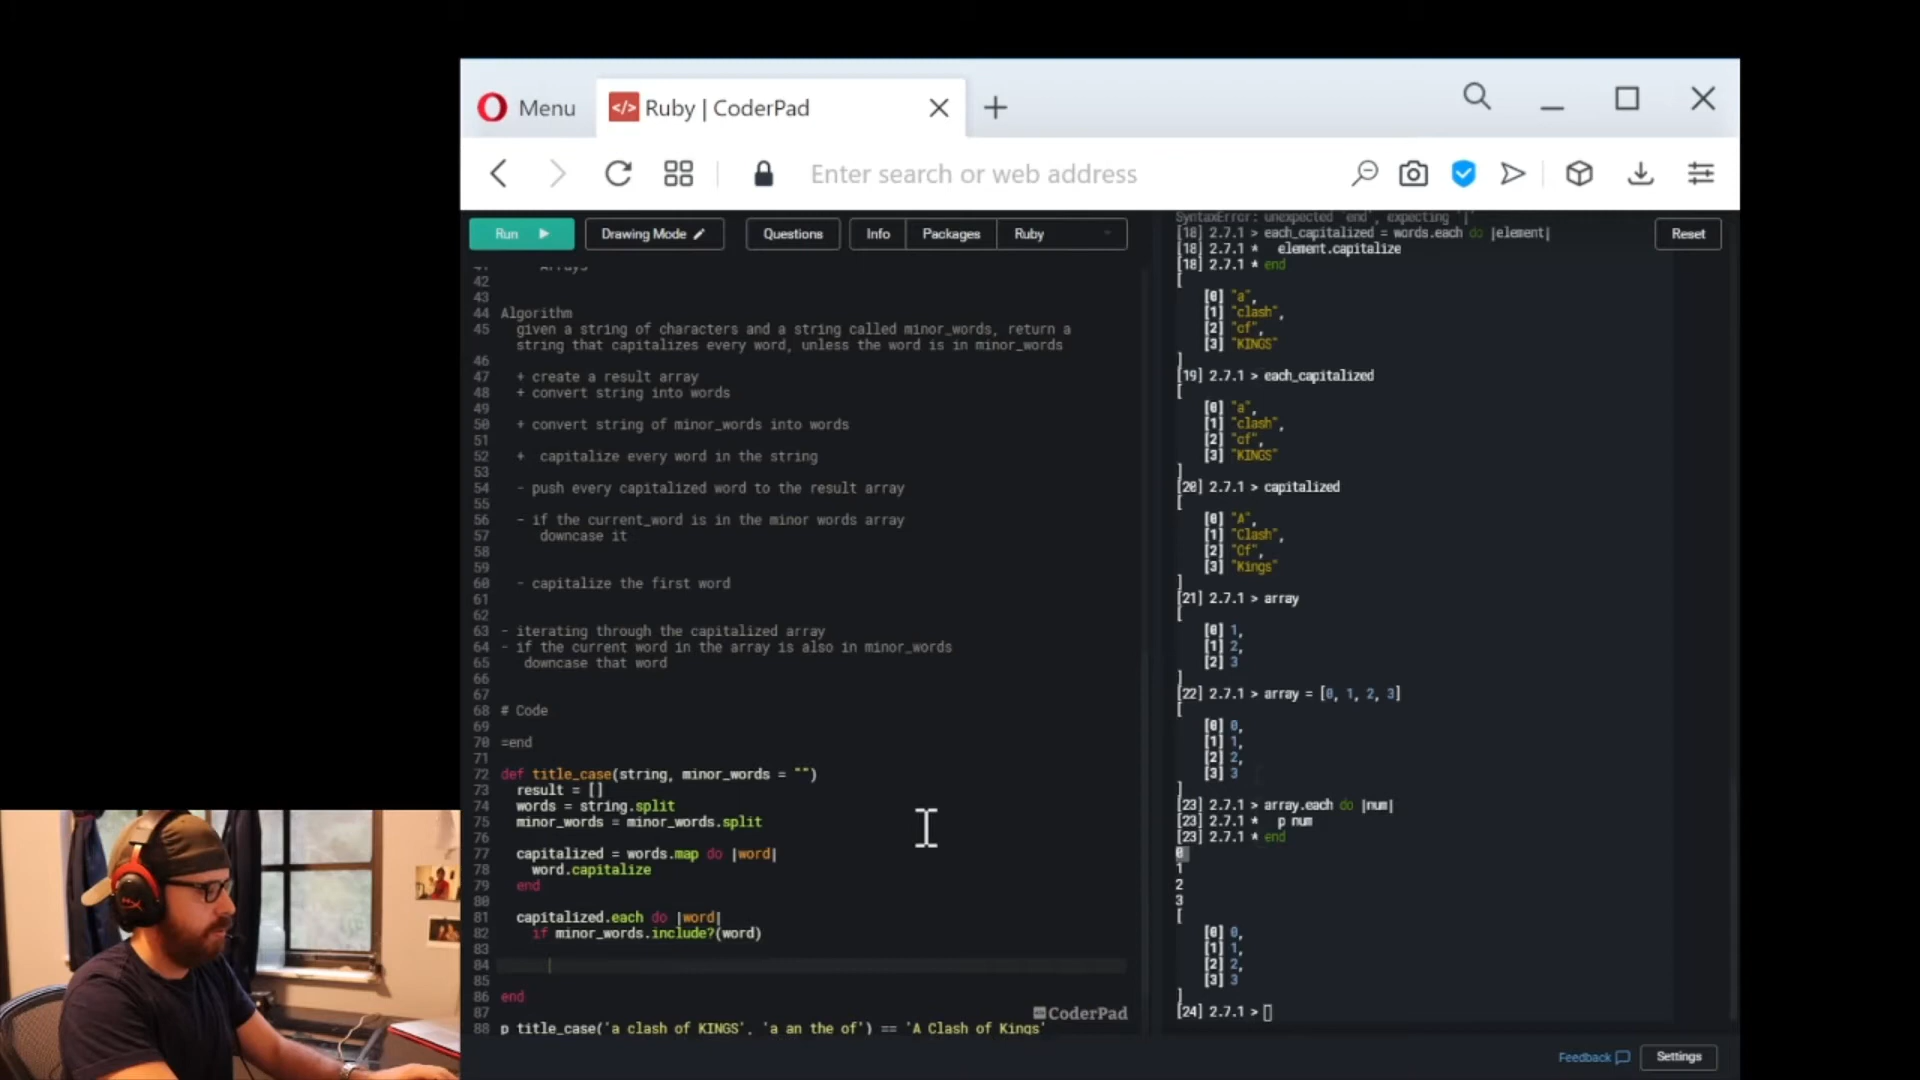 Menu
Ruby | CoderPad
Enter search or web address
Run
Drawing Mode
Questions
Info
Packages
Ruby
Reset
41 Arrays
42
43
44 Algorithm
45 given a string of characters and a string called minor_words, return a
string that capitalizes every word, unless the word is in minor_words
46
47 + create a result array
48 + convert string into words
49
50 + convert string of minor_words into words
51
52 + capitalize every word in the string
53
54 - push every capitalized word to the result array
55
56 - if the current_word is in the minor words array
57 downcase it
58
59
60 - capitalize the first word
61
62
63 - iterating through the capitalized array
64 - if the current word in the array is also in minor_words
65 downcase that word
66
67
68 # Code
69
70 =end
71
72 def title_case(string, minor_words = "")
73 result = []
74 words = string.split
75 minor_words = minor_words.split
76
77 capitalized = words.map do |word|
78 word.capitalize
79 end
80
81 capitalized.each do |word|
82 if minor_words.include?(word)
83
84
85
86 end
87
88 p title_case('a clash of KINGS', 'a an the of') == 'A Clash of Kings'
CoderPad
SyntaxError: unexpected 'end', expecting '|'
[18] 2.7.1 > each_capitalized = words.each do |element|
[18] 2.7.1 * element.capitalize
[18] 2.7.1 * end
[
[0] "a",
[1] "clash",
[2] "of",
[3] "KINGS"
]
[19] 2.7.1 > each_capitalized
[
[0] "a",
[1] "clash",
[2] "of",
[3] "KINGS"
]
[20] 2.7.1 > capitalized
[
[0] "A",
[1] "Clash",
[2] "Of",
[3] "Kings"
]
[21] 2.7.1 > array
[
[0] 1,
[1] 2,
[2] 3
]
[22] 2.7.1 > array = [0, 1, 2, 3]
[
[0] 0,
[1] 1,
[2] 2,
[3] 3
]
[23] 2.7.1 > array.each do |num|
[23] 2.7.1 * p num
[23] 2.7.1 * end
0
1
2
3
[
[0] 0,
[1] 1,
[2] 2,
[3] 3
]
[24] 2.7.1 >
Feedback
Settings